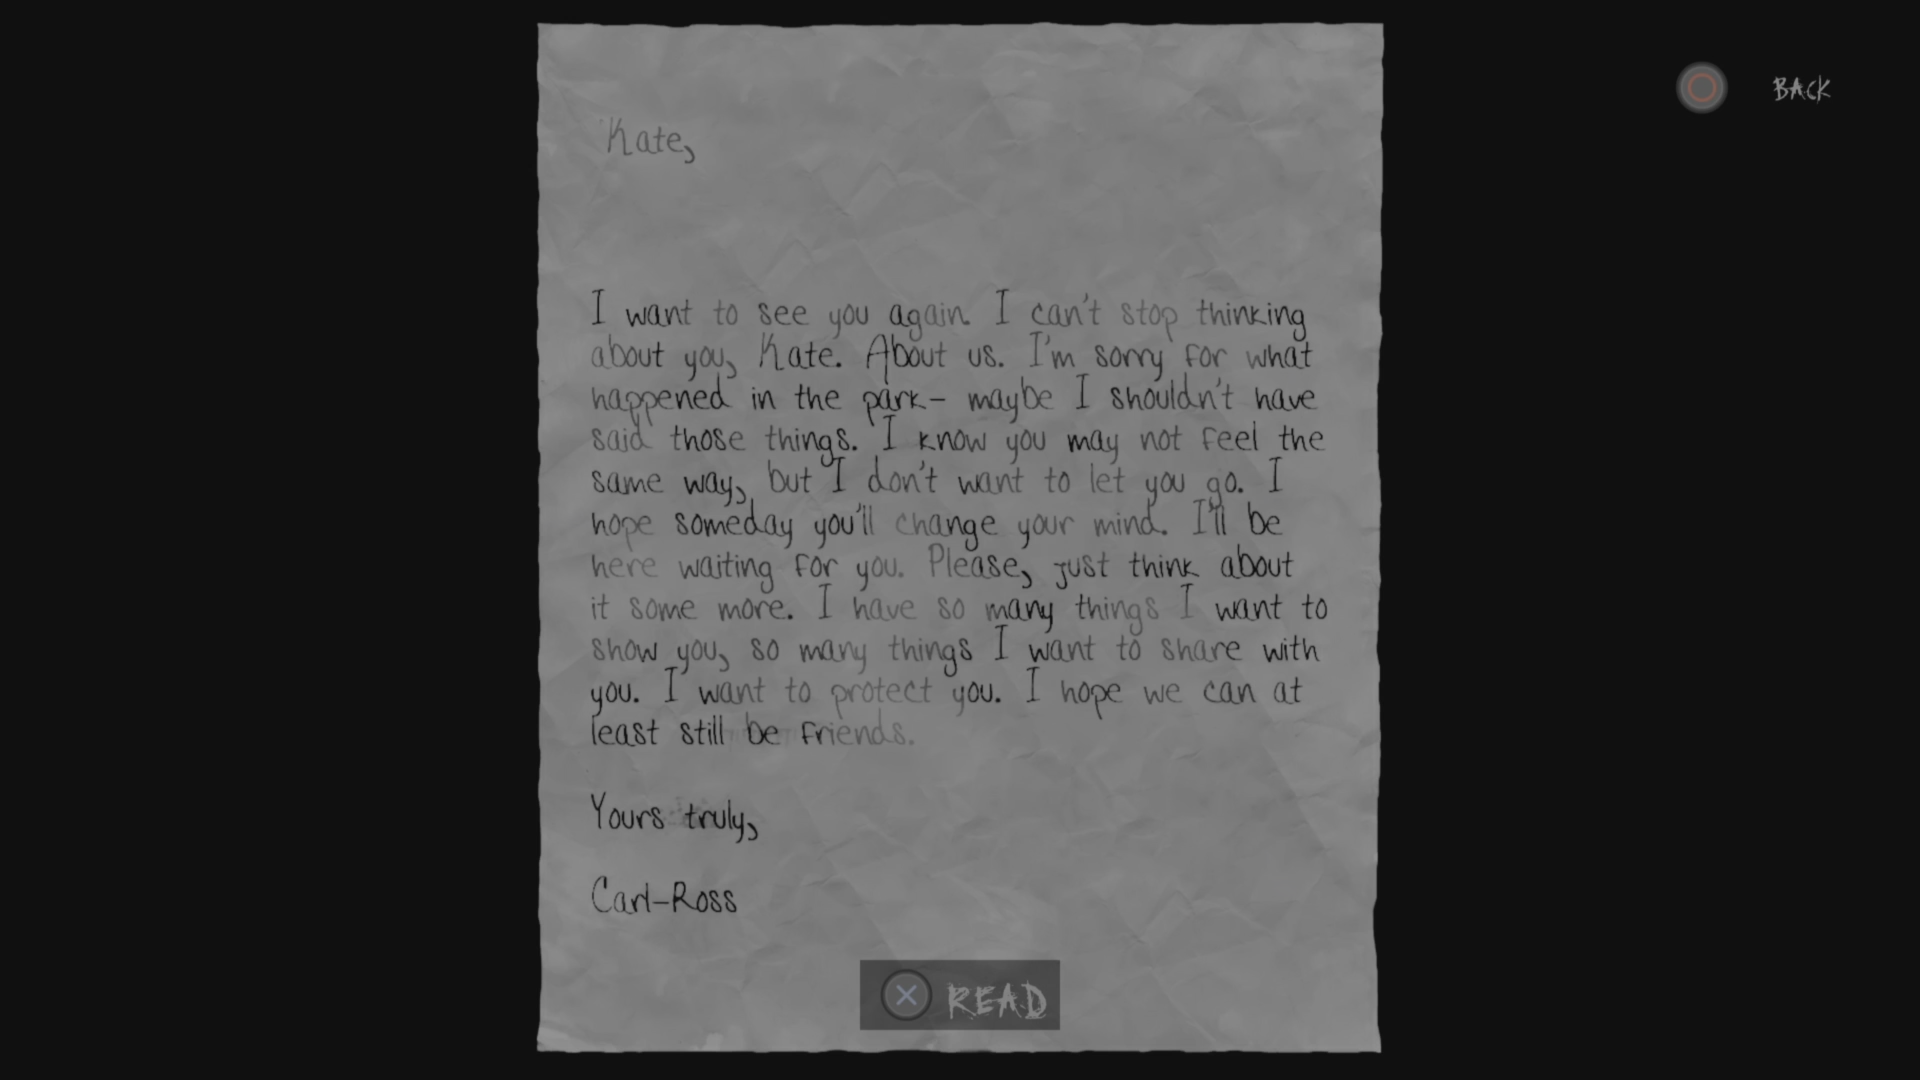 BACK
Kate,
I want to see you again. I can't stop thinking
about you, Kate. About us. I'm sorry for what
happened in the park- maybe I shouldn't have
said those things. I know you may not feel the
same way, but I don't want to let you go. I
hope someday you'll change your mind. I'll be
here waiting for you. Please, just think about
it some more. I have so many things I want to
show you, so many things I want to share with
you. I want to protect you. I hope we can at
least still be friends.
Yours truly,
Carl-Ross
READ